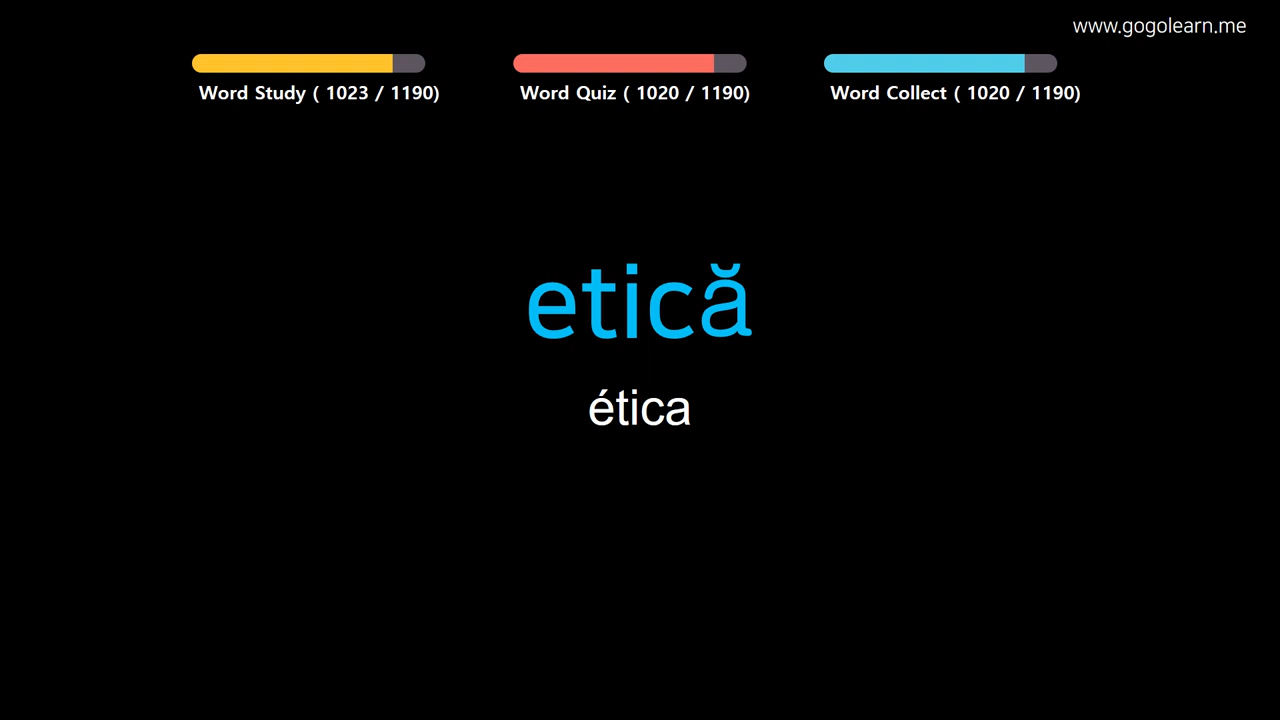 www.gogolearn.me
Word Study ( 1023 / 1190)
Word Quiz ( 1020 / 1190)
Word Collect ( 1020 / 1190)
etică
ética